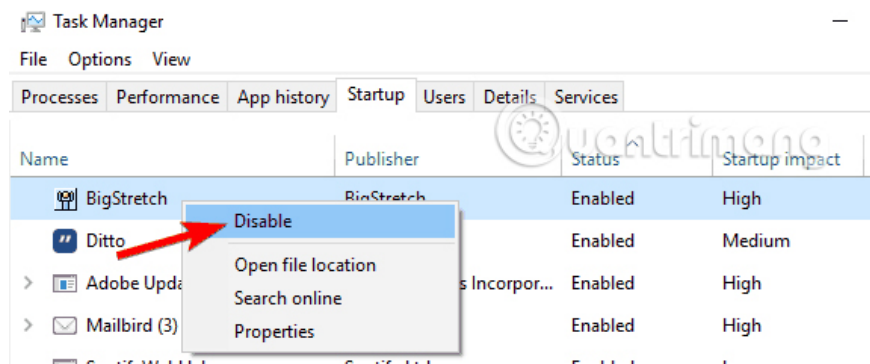 Task Manager
File Options View
Processes Performance App history Startup Users Details Services
Quantrimang
Name Publisher Status Startup impact
BigStretch BigStretch Enabled High
Disable
Ditto Enabled Medium
Open file location
Adobe Upda s Incorpor... Enabled High
Search online
Mailbird (3) Enabled High
Properties